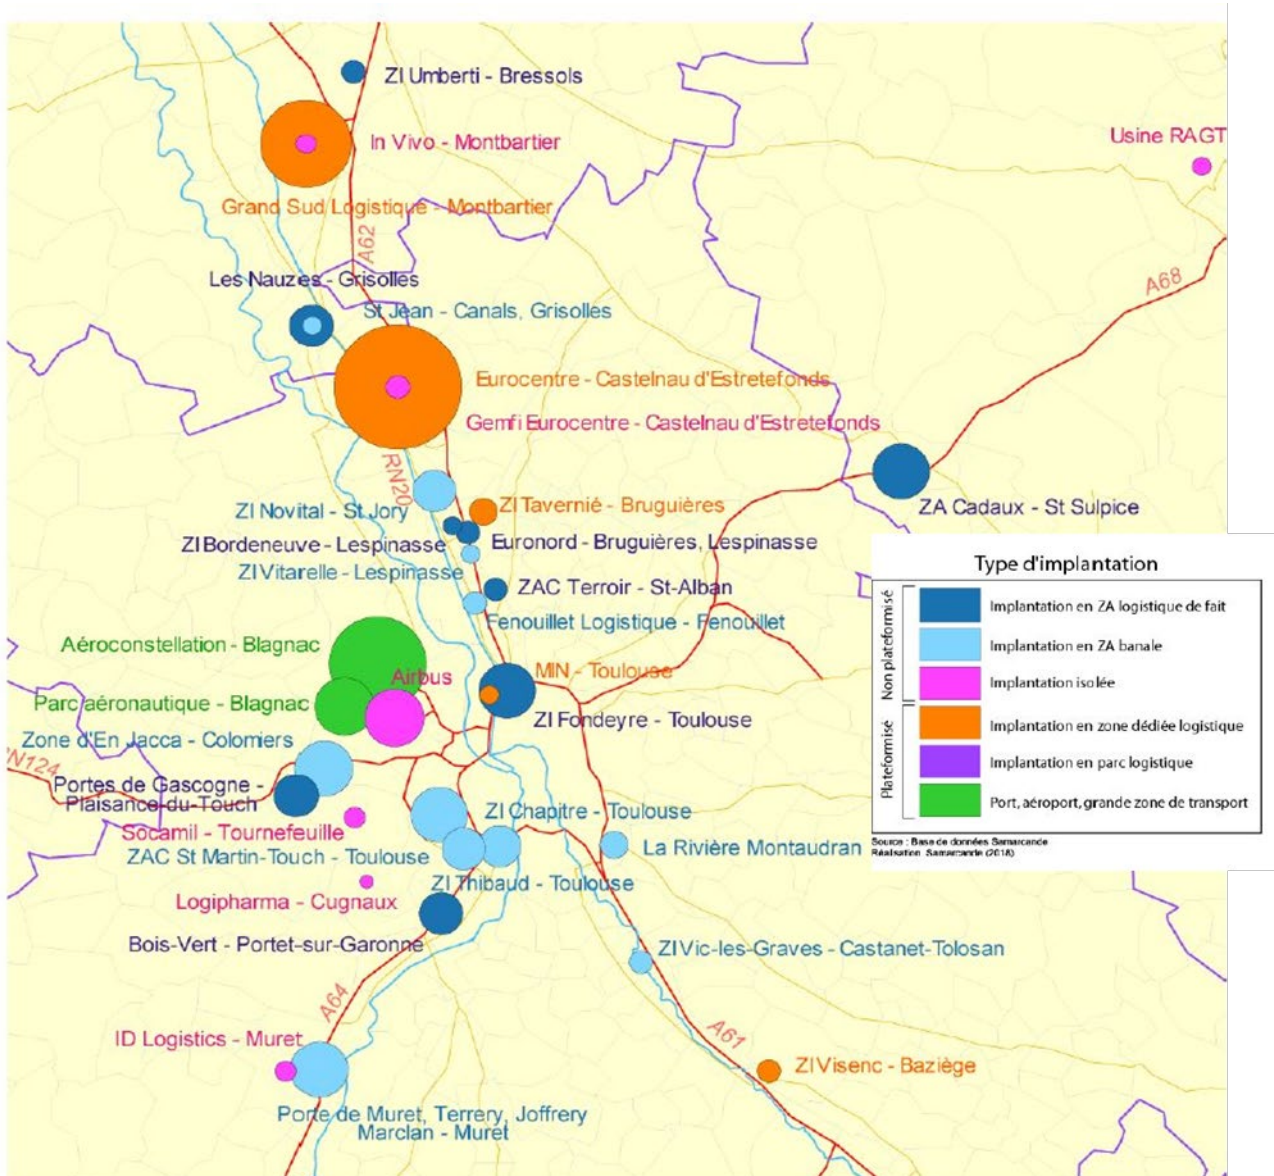 ZI Umberti - Bressols
In Vivo - Montbartier
Usine RAGT
Grand Sud Logistique - Montbartier
A62
Les Nauzes - Grisolles
A68
St Jean - Canals, Grisolles
Eurocentre - Castelnau d'Estretefonds
Gemfi Eurocentre - Castelnau d'Estretefonds
RN20
ZI Novital - St Jory
ZI Tavernié - Bruguières
ZA Cadaux - St Sulpice
ZI Bordeneuve - Lespinasse
Euronord - Bruguières, Lespinasse
ZI Vitarelle - Lespinasse
ZAC Terroir - St-Alban
Fenouillet Logistique - Fenouillet
Aéroconstellation - Blagnac
Airbus
MIN - Toulouse
Parc aéronautique - Blagnac
ZI Fondeyre - Toulouse
Zone d'En Jacca - Colomiers
N124
Portes de Gascogne -
Plaisance-du-Touch
ZI Chapitre - Toulouse
Socamil - Tournefeuille
La Rivière Montaudran
ZAC St Martin-Touch - Toulouse
ZI Thibaud - Toulouse
Logipharma - Cugnaux
Bois-Vert - Portet-sur-Garonne
ZI Vic-les-Graves - Castanet-Tolosan
A64
A61
ID Logistics - Muret
ZI Visenc - Baziège
Porte de Muret, Terrery, Joffrery
Marclan - Muret
Type d'implantation
Non plateformisé
Implantation en ZA logistique de fait
Implantation en ZA banale
Implantation isolée
Plateformisé
Implantation en zone dédiée logistique
Implantation en parc logistique
Port, aéroport, grande zone de transport
Source : Base de données Samarcande
Réalisation Samarcande (2018)